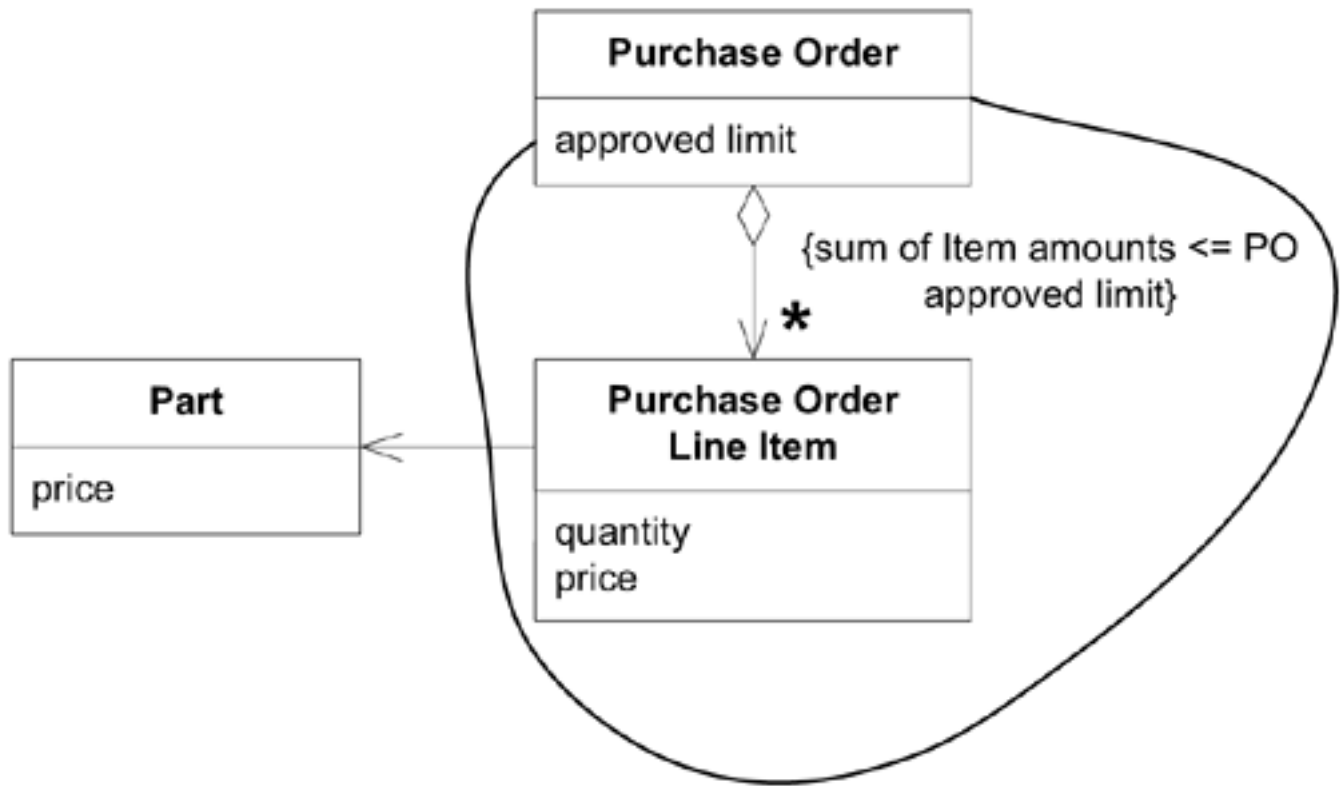 Purchase Order
approved limit
{sum of Item amounts <= PO
approved limit}
*
Part
price
Purchase Order
Line Item
quantity
price